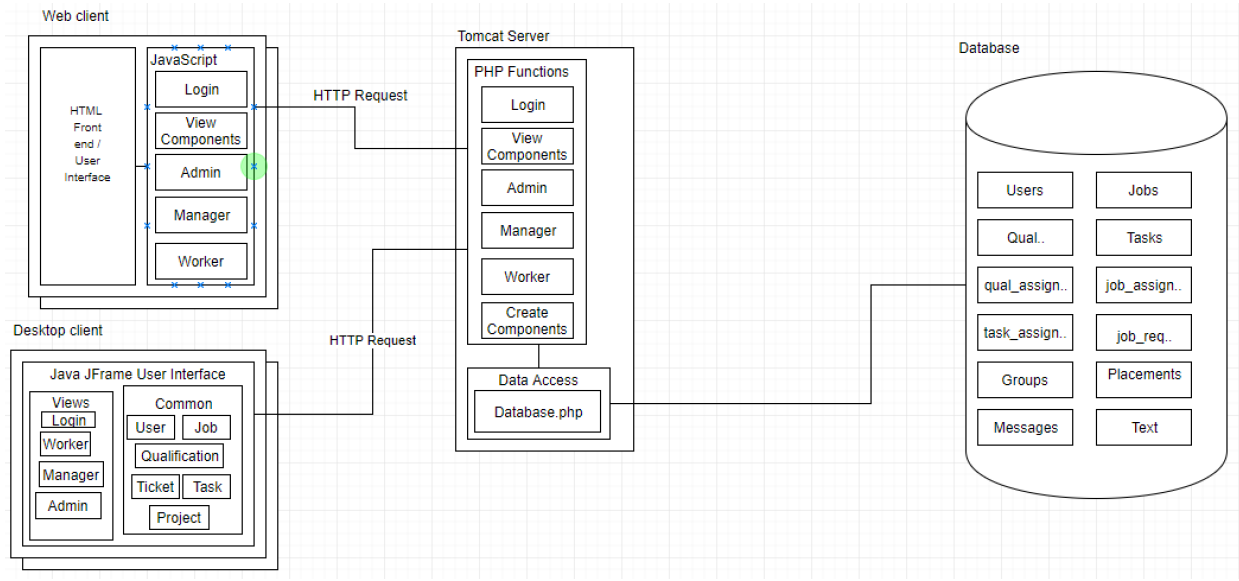 Web client
HTML
Front
end /
User
Interface
JavaScript
Login
View
Components
Admin
Manager
Worker
HTTP Request
Desktop client
Java JFrame User Interface
Views
Login
Worker
Manager
Admin
Common
User
Job
Qualification
Ticket
Task
Project
HTTP Request
Tomcat Server
PHP Functions
Login
View
Components
Admin
Manager
Worker
Create
Components
Data Access
Database.php
Database
Users
Jobs
Qual..
Tasks
qual_assign..
job_assign..
task_assign..
job_req..
Groups
Placements
Messages
Text